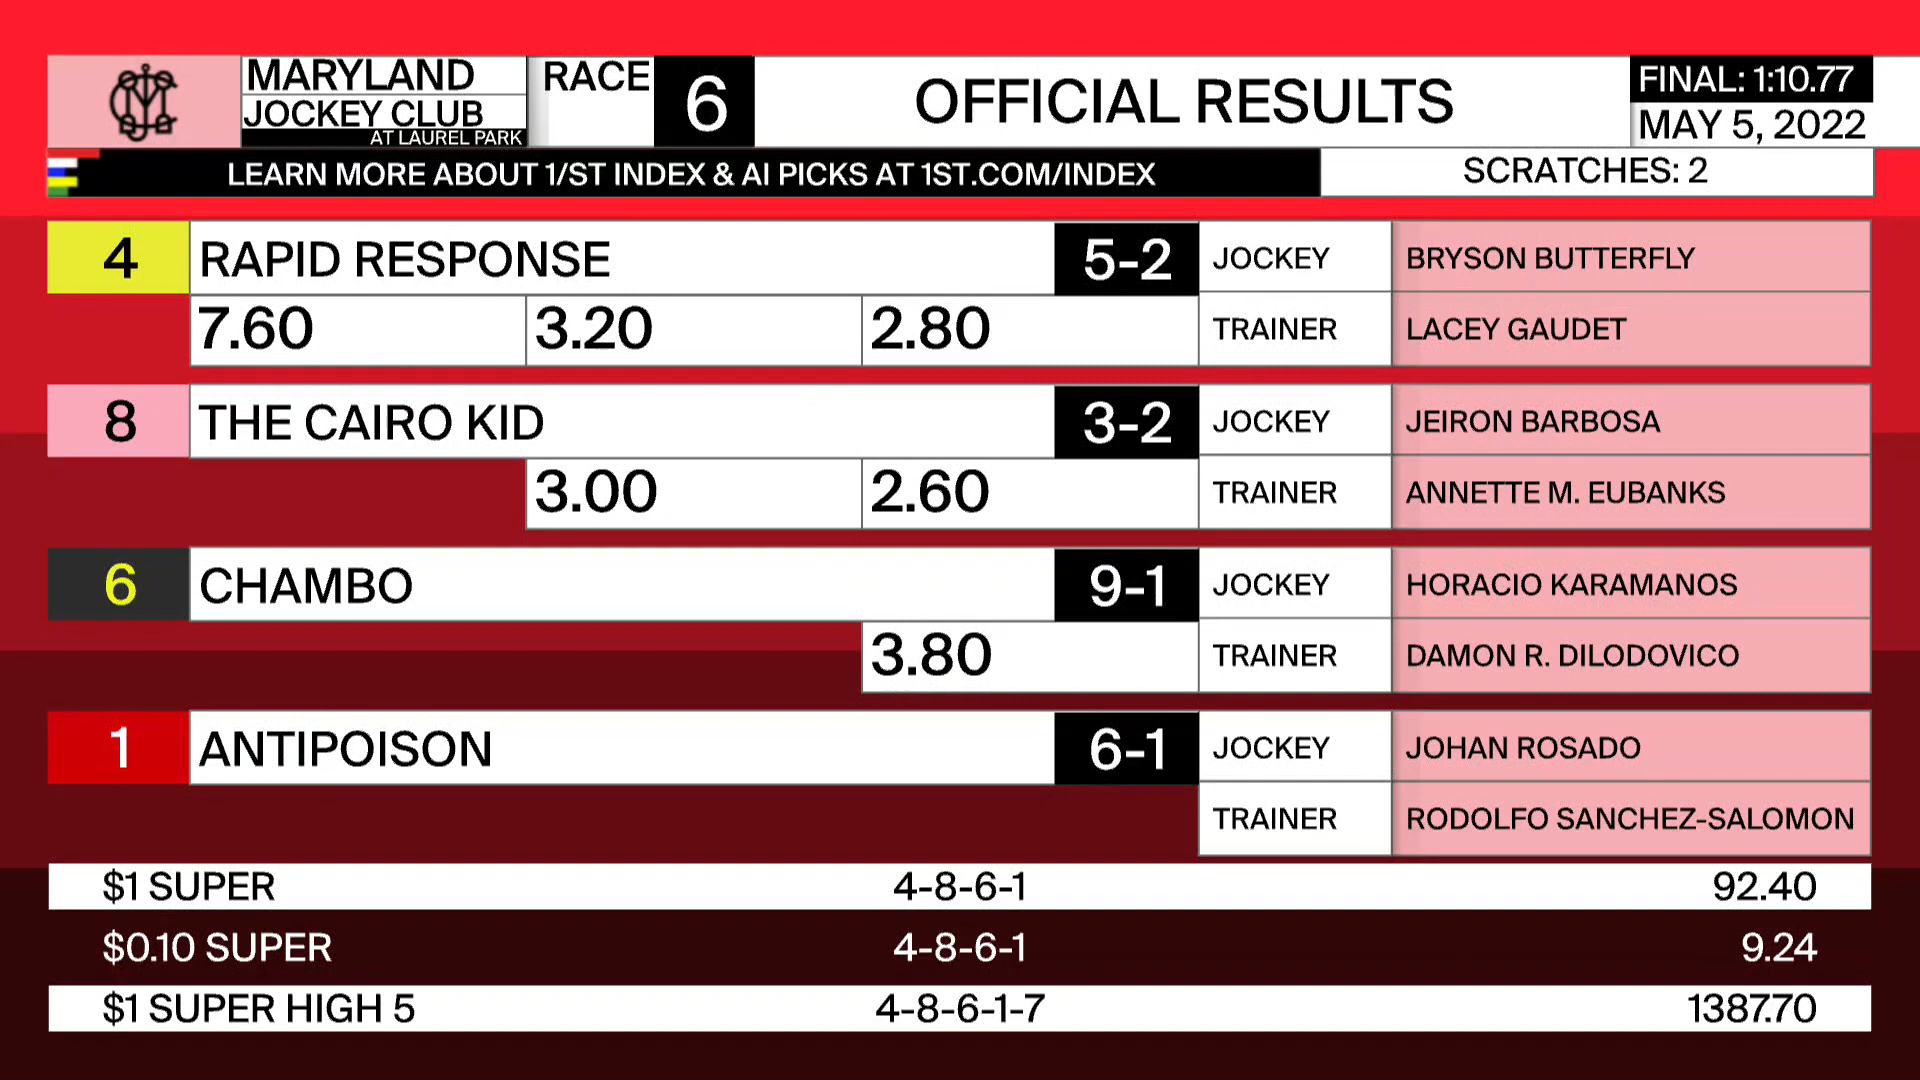 MARYLAND
JOCKEY CLUB
AT LAUREL PARK
RACE 6
OFFICIAL RESULTS
FINAL: 1:10.77
MAY 5, 2022
LEARN MORE ABOUT 1/ST INDEX & AI PICKS AT 1ST.COM/INDEX
SCRATCHES: 2
4 RAPID RESPONSE 5-2 JOCKEY BRYSON BUTTERFLY
7.60 3.20 2.80 TRAINER LACEY GAUDET
8 THE CAIRO KID 3-2 JOCKEY JEIRON BARBOSA
3.00 2.60 TRAINER ANNETTE M. EUBANKS
6 CHAMBO 9-1 JOCKEY HORACIO KARAMANOS
3.80 TRAINER DAMON R. DILODOVICO
1 ANTIPOISON 6-1 JOCKEY JOHAN ROSADO
TRAINER RODOLFO SANCHEZ-SALOMON
$1 SUPER 4-8-6-1 92.40
$0.10 SUPER 4-8-6-1 9.24
$1 SUPER HIGH 5 4-8-6-1-7 1387.70